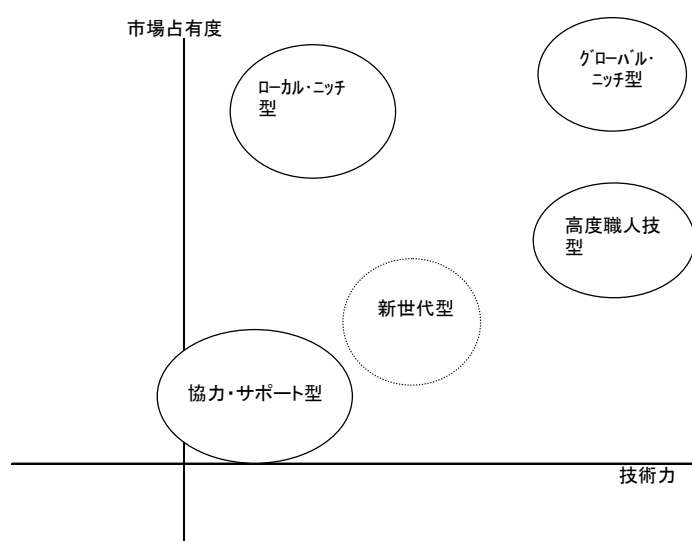 市場占有度
ローカル・ニッチ
型
グローバル・
ニッチ型
高度職人技
型
新世代型
協力・サポート型
技術力